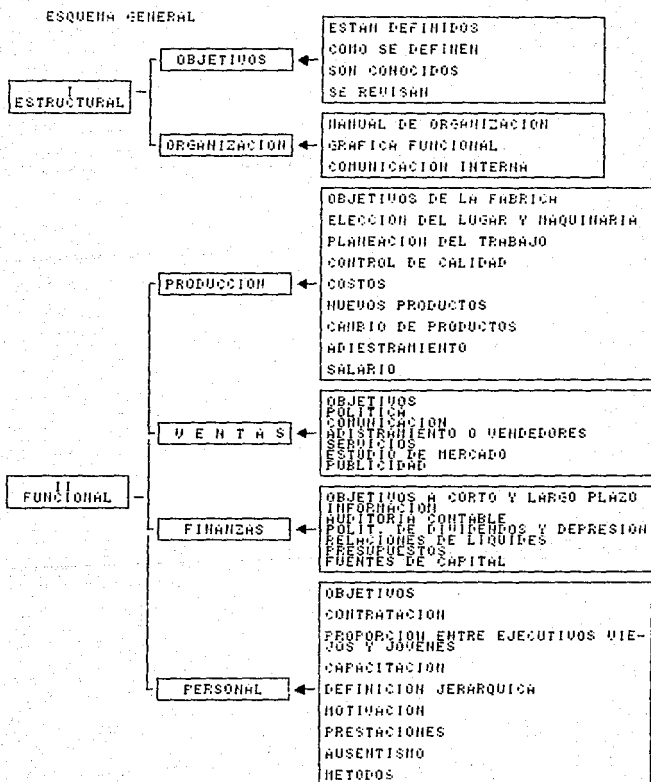 ESQUEMA GENERAL
I
ESTRUCTURAL
OBJETIVOS
ESTAN DEFINIDOS
COMO SE DEFINEN
SON CONOCIDOS
SE REVISAN
ORGANIZACION
MANUAL DE ORGANIZACION
GRAFICA FUNCIONAL
COMUNICACION INTERNA
II
FUNCIONAL
PRODUCCION
OBJETIVOS DE LA FABRICA
ELECCION DEL LUGAR Y MAQUINARIA
PLANEACION DEL TRABAJO
CONTROL DE CALIDAD
COSTOS
NUEVOS PRODUCTOS
CAMBIO DE PRODUCTOS
ADIESTRAMIENTO
SALARIO
V E N T A S
OBJETIVOS
POLITICA
COMUNICACION
ADISTRAMIENTO O VENDEDORES
SERVICIOS
ESTUDIO DE MERCADO
PUBLICIDAD
FINANZAS
OBJETIVOS A CORTO Y LARGO PLAZO
INFORMACION
AUDITORIA CONTABLE
POLIT. DE DIVIDENDOS Y DEPRESION
RELACIONES DE LIQUIDES
PRESUPUESTOS
FUENTES DE CAPITAL
PERSONAL
OBJETIVOS
CONTRATACION
PROPORCION ENTRE EJECUTIVOS VIE-
JOS Y JOVENES
CAPACITACION
DEFINICION JERARQUICA
MOTIVACION
PRESTACIONES
AUSENTISMO
METODOS